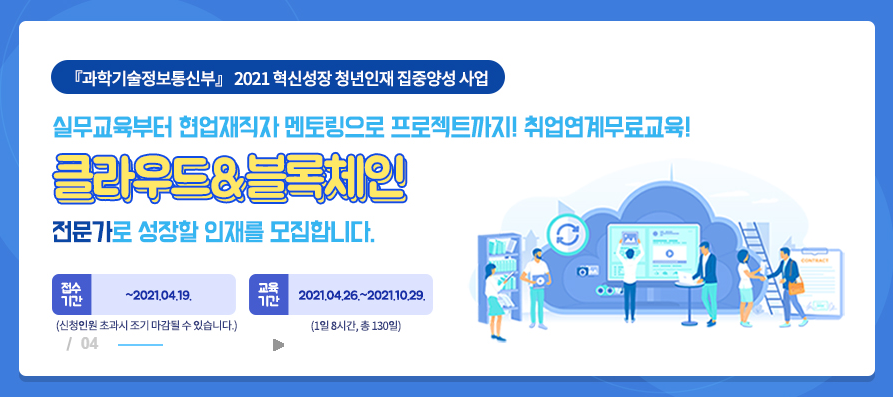 『과학기술정보통신부』 2021 혁신성장 청년인재 집중양성 사업
실무교육부터 현업재직자 멘토링으로 프로젝트까지! 취업연계무료교육!
클라우드&블록체인
전문가로 성장할 인재를 모집합니다.
접수
기간
~2021.04.19.
(신청인원 초과시 조기 마감될 수 있습니다.)
교육
기간
2021.04.26.~2021.10.29.
(1일 8시간, 총 130일)
/ 04
CONTRACT